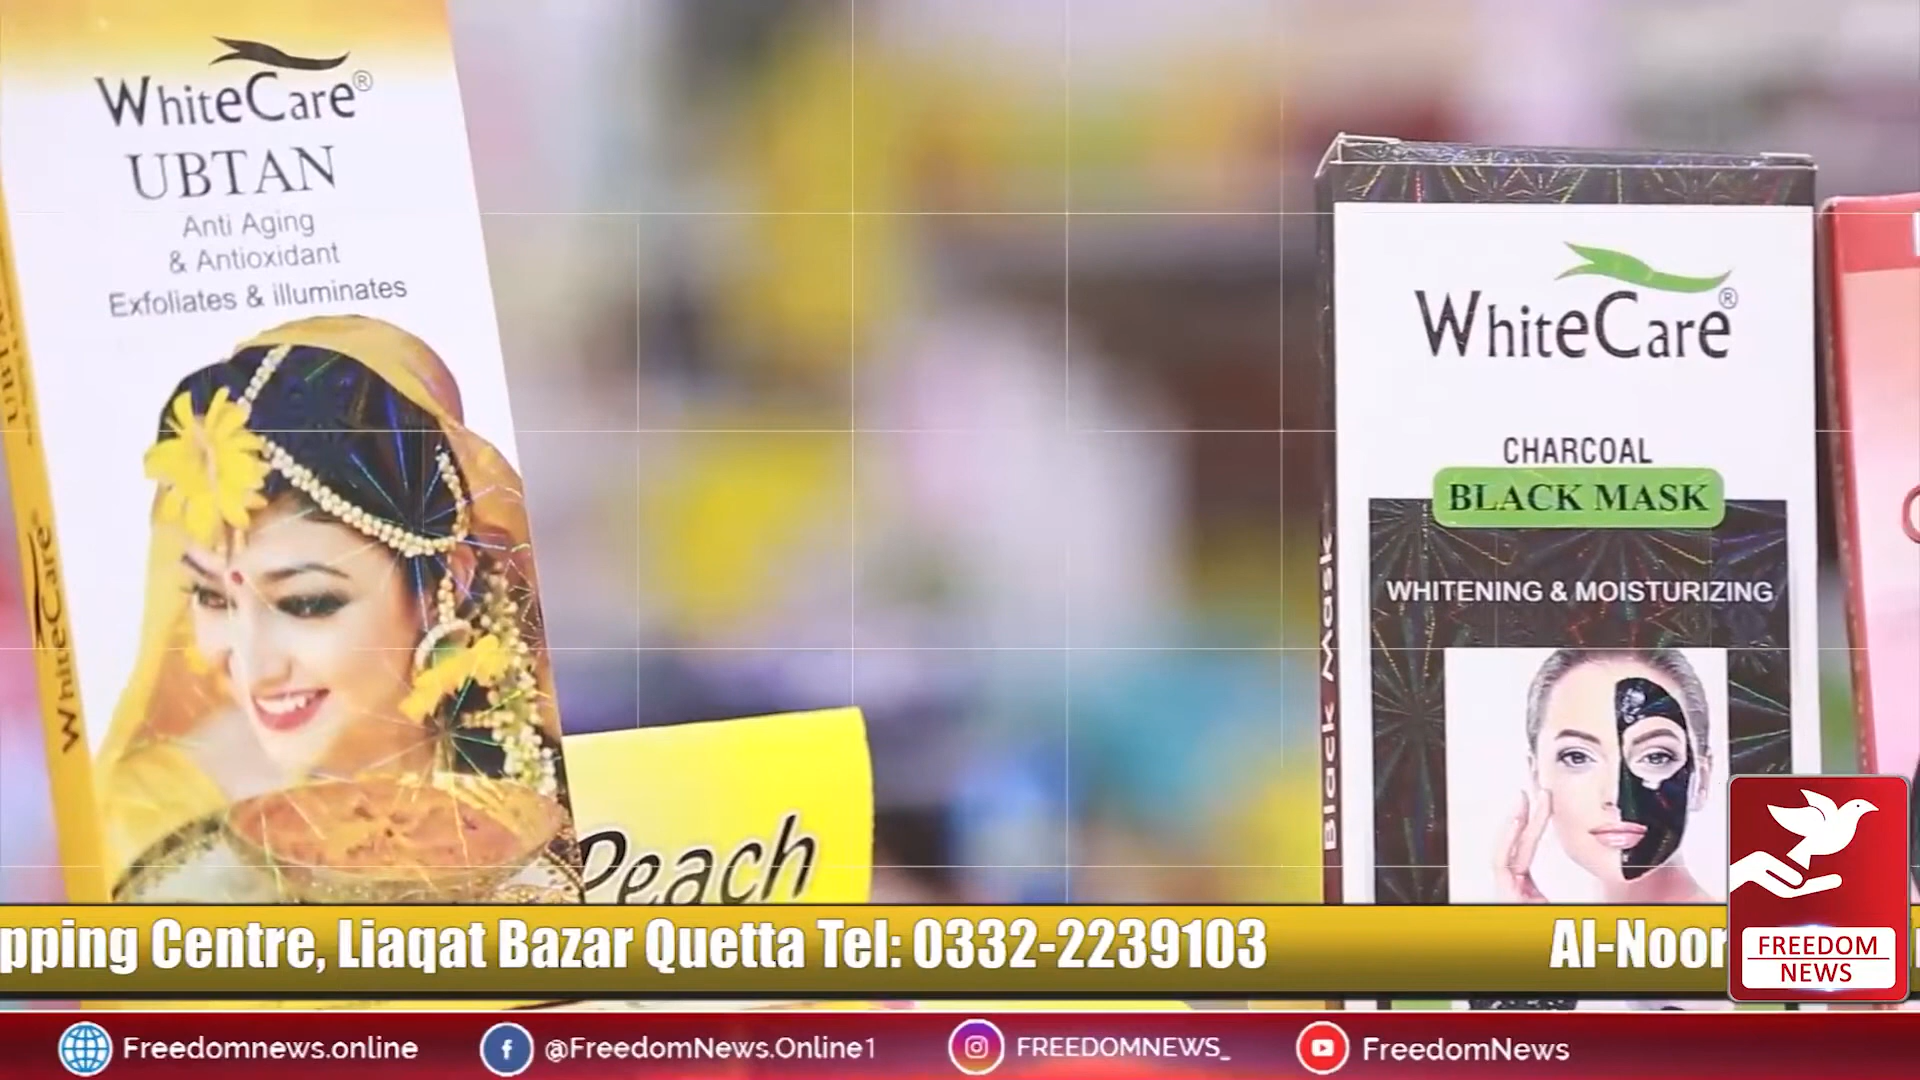 WhiteCare®
UBTAN
Anti Aging
& Antioxidant
Exfoliates & illuminates
WhiteCare
Peach
WhiteCare®
CHARCOAL
BLACK MASK
WHITENING & MOISTURIZING
Black Mask
pping Centre, Liaqat Bazar Quetta Tel: 0332-2239103
Al-Noor
FREEDOM
NEWS
Freedomnews.online
@FreedomNews.Online1
FREEDOMNEWS_
FreedomNews